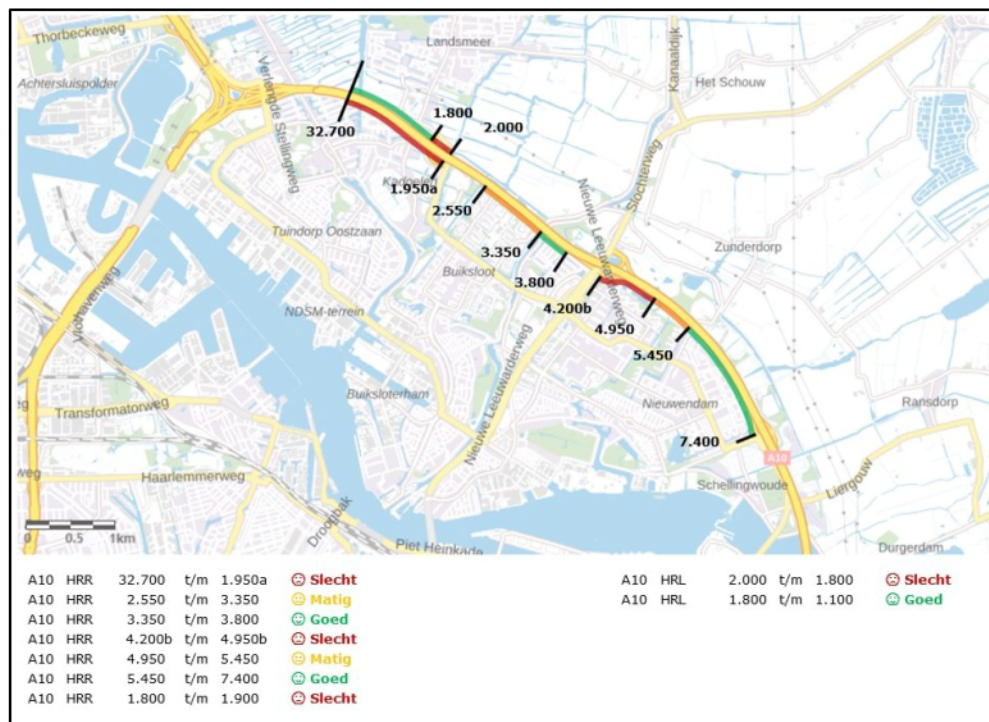 Thorbeckeweg
Landsmeer
Kanaaldijk
Achtersluispolder
Verlengde Stellingweg
Het Schouw
1.800
2.000
32.700
Slochterweg
Kadoelen
1.950a
Nieuwe Leeuwarderweg
2.550
Tuindorp Oostzaan
Zunderdorp
3.350
Buiksloot
3.800
4.200b
NDSM-terrein
4.950
5.450
Nieuwe Leeuwarderweg
Buiksloterham
Nieuwendam
Ransdorp
Transformatorweg
7.400
A10
weg
Haarlemmerweg
Schellingwoude
Liergouw
Droogbak
0 0.5 1km
Piet Heinkade
Durgerdam
A10 HRR 32.700 t/m 1.950a Slecht
A10 HRR 2.550 t/m 3.350 Matig
A10 HRR 3.350 t/m 3.800 Goed
A10 HRR 4.200b t/m 4.950b Slecht
A10 HRR 4.950 t/m 5.450 Matig
A10 HRR 5.450 t/m 7.400 Goed
A10 HRR 1.800 t/m 1.900 Slecht
A10 HRL 2.000 t/m 1.800 Slecht
A10 HRL 1.800 t/m 1.100 Goed